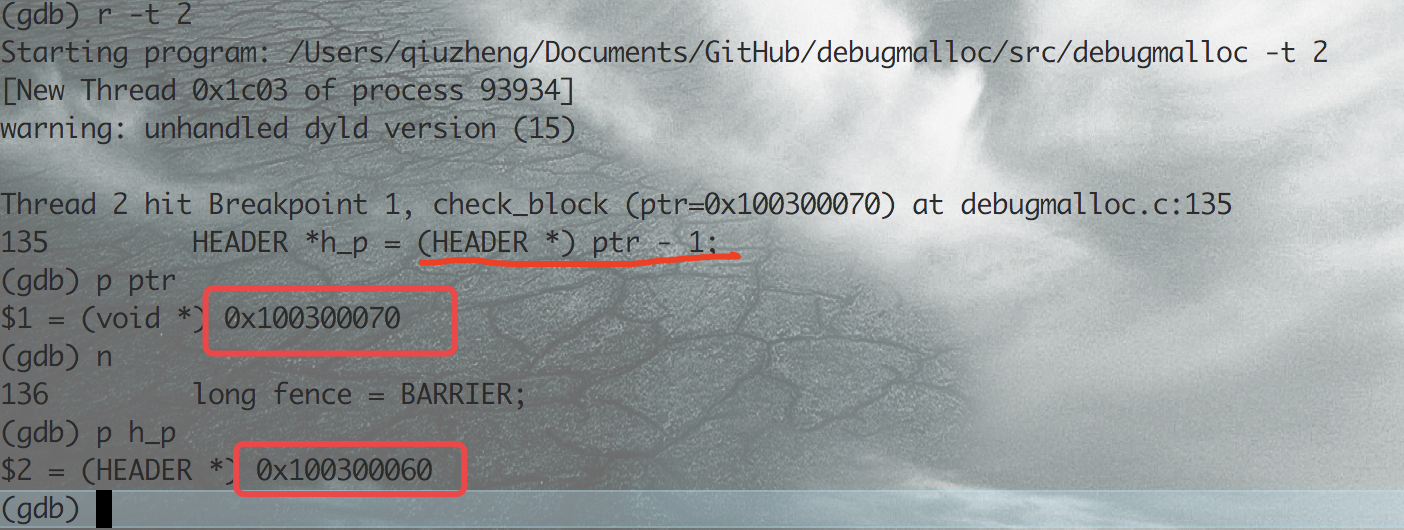 (gdb) r -t 2
Starting program: /Users/qiuzheng/Documents/GitHub/debugmalloc/src/debugmalloc -t 2
[New Thread 0x1c03 of process 93934]
warning: unhandled dyld version (15)
Thread 2 hit Breakpoint 1, check_block (ptr=0x100300070) at debugmalloc.c:135
135         HEADER *h_p = (HEADER *) ptr - 1;
(gdb) p ptr
$1 = (void *) 0x100300070
(gdb) n
136         long fence = BARRIER;
(gdb) p h_p
$2 = (HEADER *) 0x100300060
(gdb)